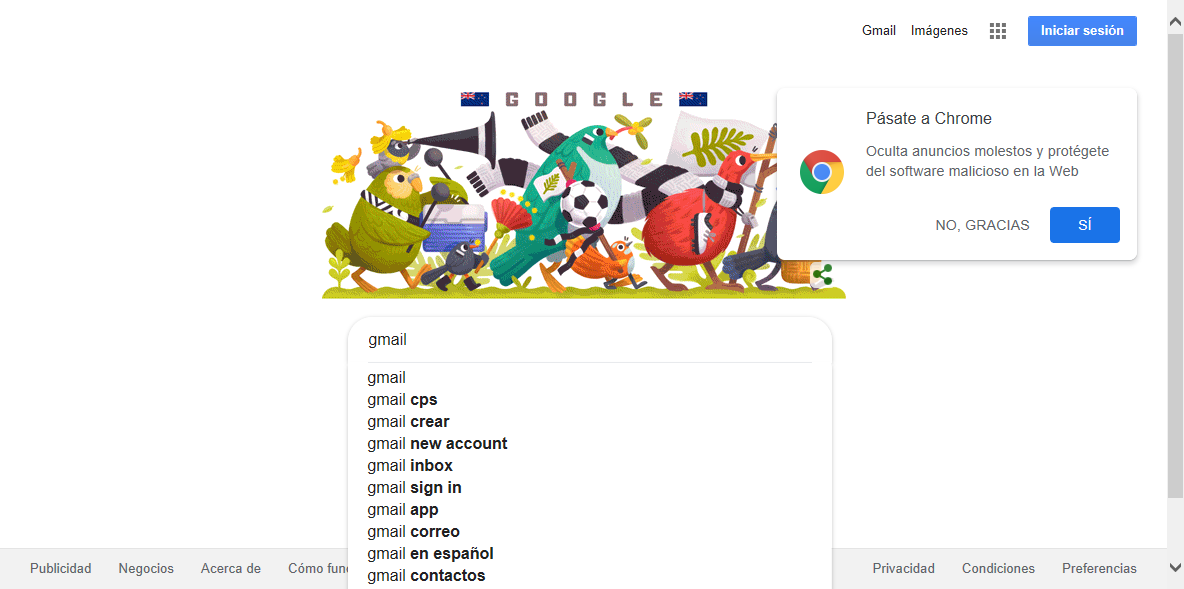 Gmail Imágenes Iniciar sesión
GOOGLE
Pásate a Chrome
Oculta anuncios molestos y protégete
del software malicioso en la Web
NO, GRACIAS SÍ
gmail
gmail
gmail cps
gmail crear
gmail new account
gmail inbox
gmail sign in
gmail app
gmail correo
gmail en español
gmail contactos
Publicidad Negocios Acerca de Cómo Privacidad Condiciones Preferencias